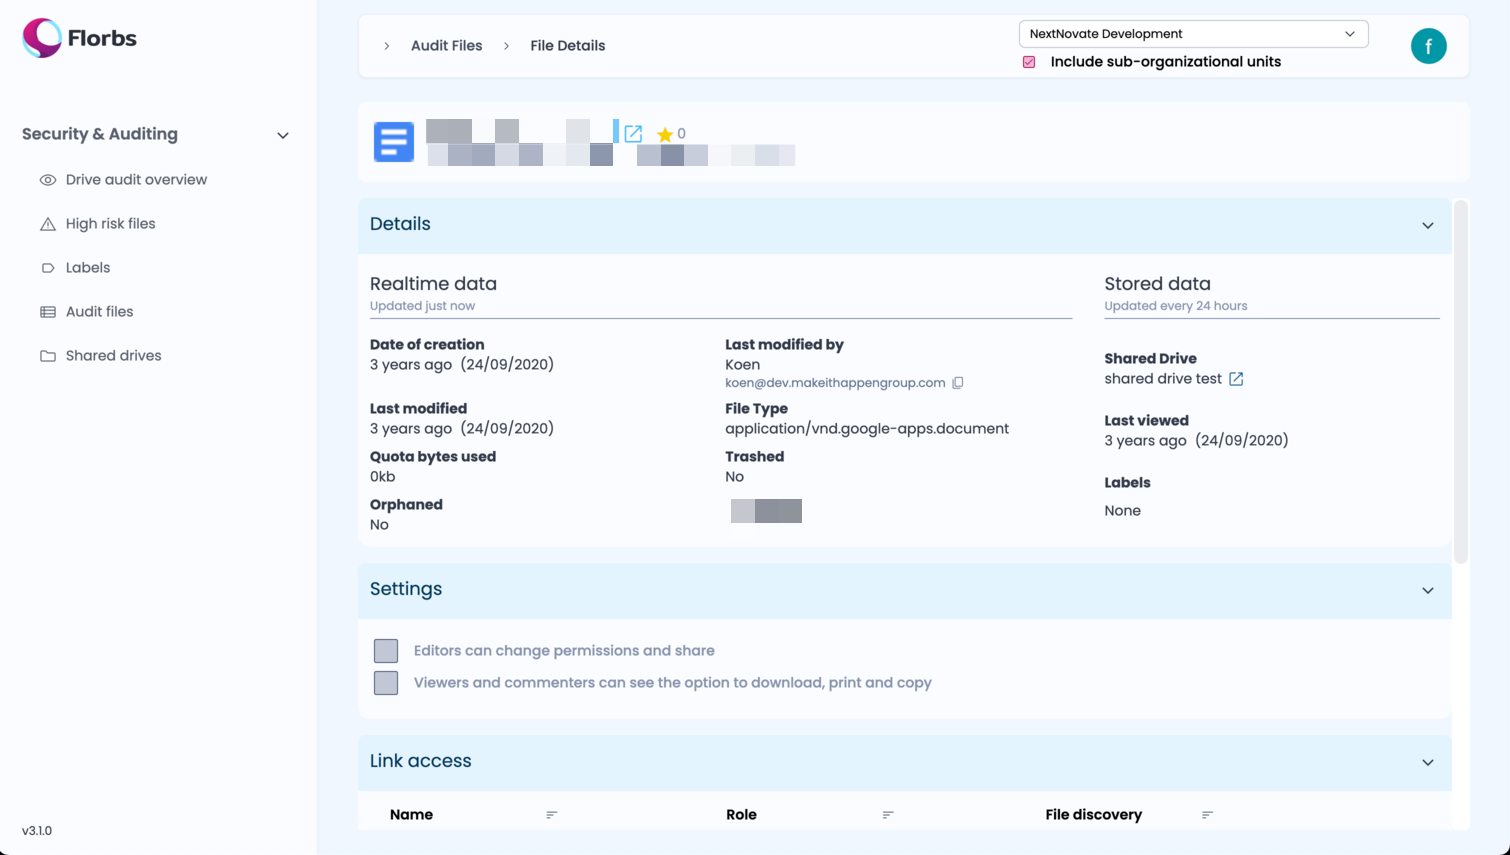 Florbs
Audit Files
File Details
NextNovate Development
Include sub-organizational units
f
Security & Auditing
Drive audit overview
High risk files
Labels
Audit files
Shared drives
v3.1.0
0
Details
Realtime data
Updated just now
Date of creation
3 years ago (24/09/2020)
Last modified
3 years ago (24/09/2020)
Quota bytes used
0kb
Orphaned
No
Last modified by
Koen
koen@dev.makeithappengroup.com
File Type
application/vnd.google-apps.document
Trashed
No
Stored data
Updated every 24 hours
Shared Drive
shared drive test
Last viewed
3 years ago (24/09/2020)
Labels
None
Settings
Editors can change permissions and share
Viewers and commenters can see the option to download, print and copy
Link access
Name Role File discovery